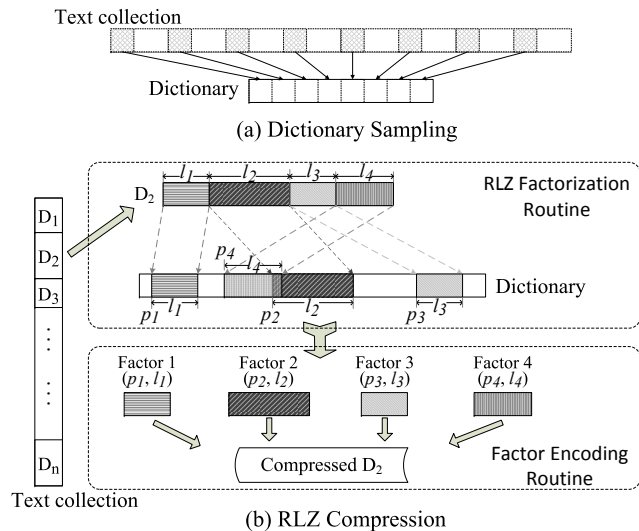 Text collection
Dictionary
(a) Dictionary Sampling
l1 l2 l3 l4
D2
RLZ Factorization
Routine
D1
D2
D3
Dn
Text collection
p4
l4
Dictionary
p1 l1 p2 l2 p3 l3
Factor 1 Factor 2 Factor 3 Factor 4
(p1, l1) (p2, l2) (p3, l3) (p4, l4)
Compressed D2
Factor Encoding
Routine
(b) RLZ Compression